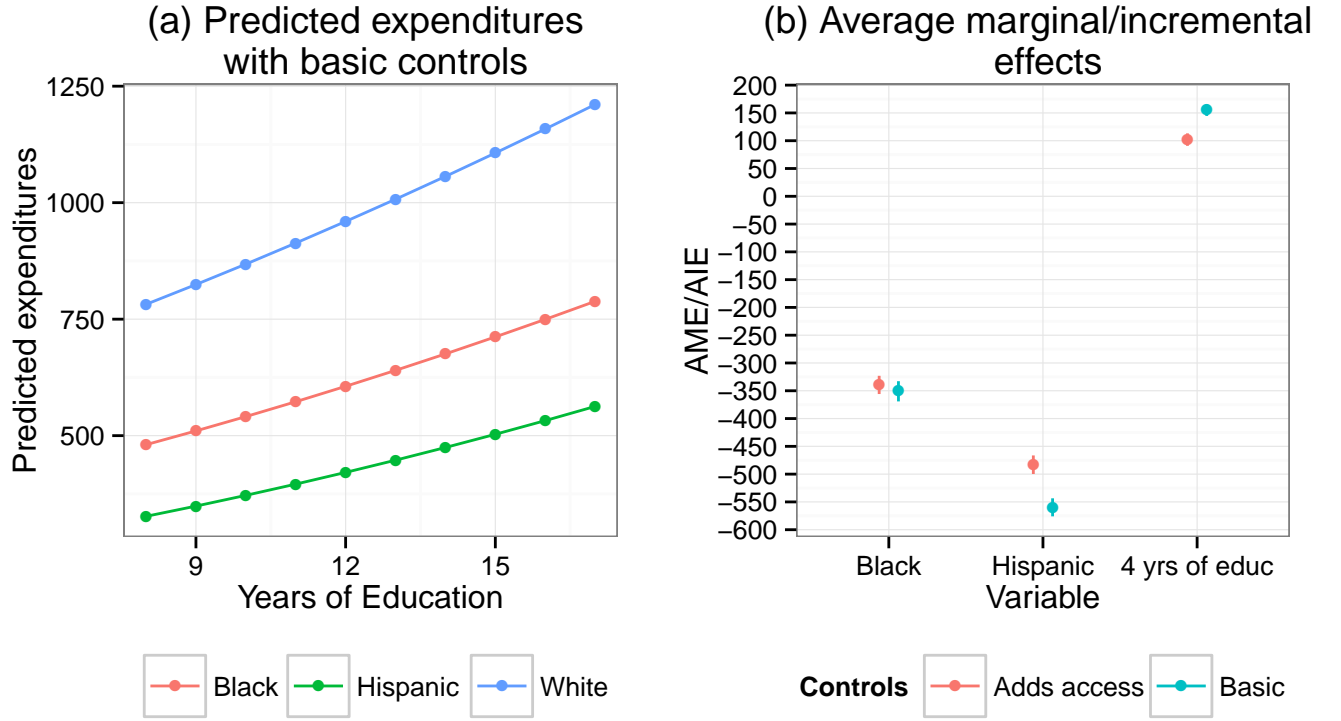 (a) Predicted expenditures
with basic controls
Predicted expenditures
1250
1000
750
500
9 12 15
Years of Education
Black Hispanic White
(b) Average marginal/incremental
effects
AME/AIE
200
150
100
50
0
−50
−100
−150
−200
−250
−300
−350
−400
−450
−500
−550
−600
Black Hispanic 4 yrs of educ
Variable
Controls Adds access Basic